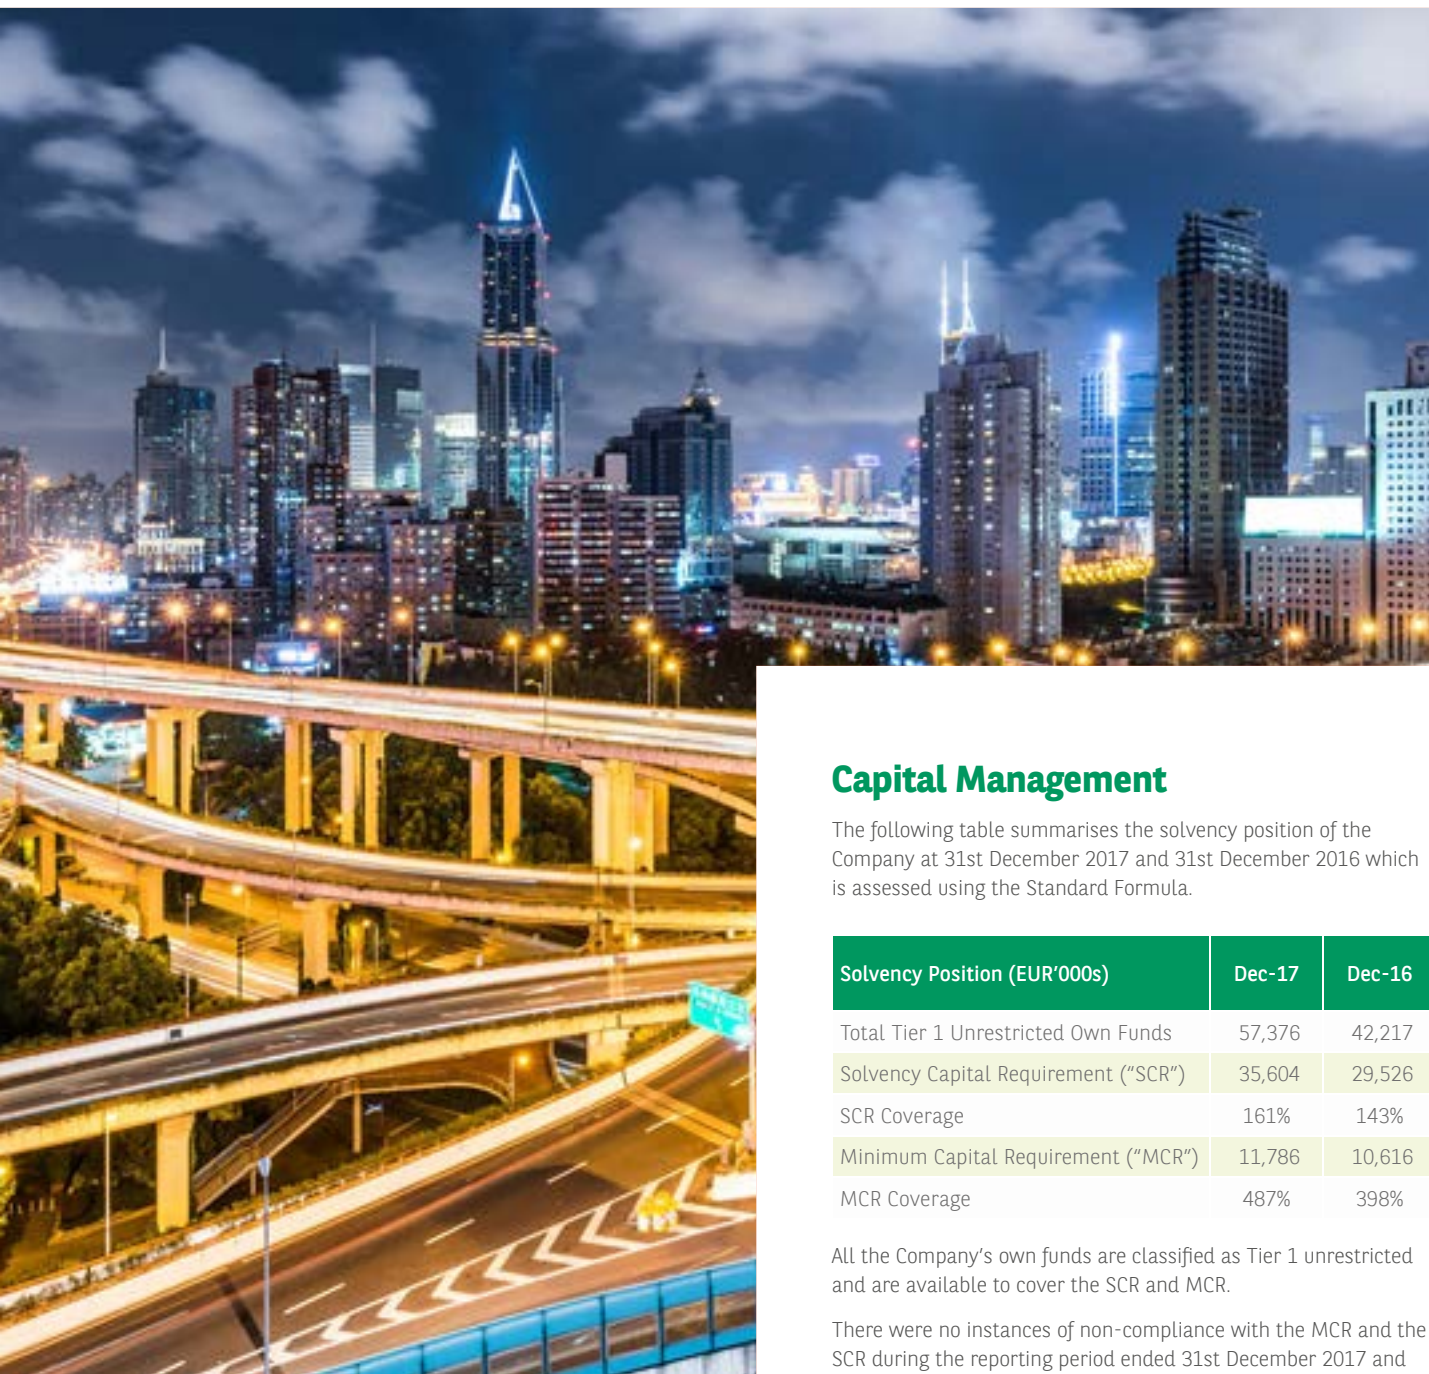 Capital Management
The following table summarises the solvency position of the
Company at 31st December 2017 and 31st December 2016 which
is assessed using the Standard Formula.
Solvency Position (EUR’000s) Dec-17 Dec-16
Total Tier 1 Unrestricted Own Funds 57,376 42,217
Solvency Capital Requirement (“SCR”) 35,604 29,526
SCR Coverage 161% 143%
Minimum Capital Requirement (“MCR”) 11,786 10,616
MCR Coverage 487% 398%
All the Company’s own funds are classified as Tier 1 unrestricted
and are available to cover the SCR and MCR.
There were no instances of non-compliance with the MCR and the
SCR during the reporting period ended 31st December 2017 and